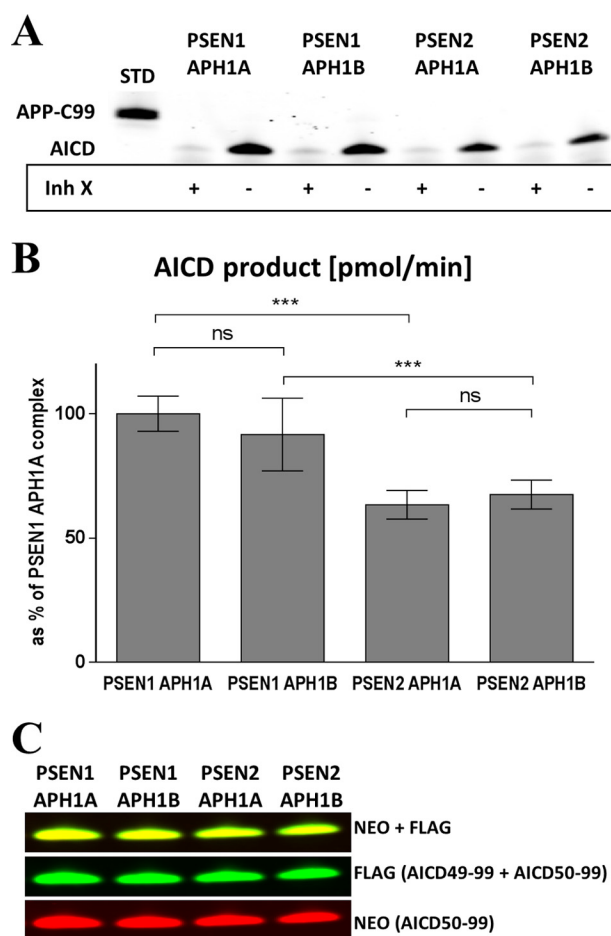 A
PSEN1 PSEN1 PSEN2 PSEN2
STD APH1A APH1B APH1A APH1B
APP-C99
AICD
Inh X + - + - + - + -
B
AICD product [pmol/min]
***
ns
***
ns
as % of PSEN1 APH1A complex
100
50
0
PSEN1 APH1A PSEN1 APH1B PSEN2 APH1A PSEN2 APH1B
C
PSEN1 PSEN1 PSEN2 PSEN2
APH1A APH1B APH1A APH1B
NEO + FLAG
FLAG (AICD49-99 + AICD50-99)
NEO (AICD50-99)